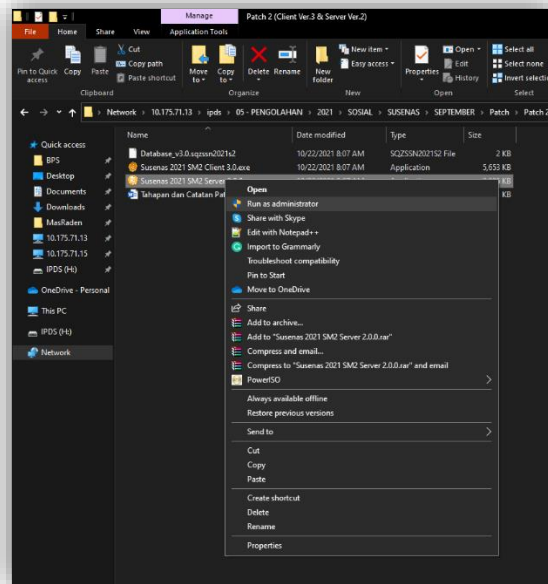 Manage
Patch 2 (Client Ver.3 & Server Ver.2)
File
Home
Share
View
Application Tools
Pin to Quick access
Copy
Paste
Cut
Copy path
Paste shortcut
Move to
Copy to
Delete
Rename
New folder
New item
Easy access
Properties
Open
Edit
History
Select all
Select none
Invert selection
Clipboard
Organize
New
Open
Select
Network > 10.175.71.13 > ipds > 05 - PENGOLAHAN > 2021 > SOSIAL > SUSENAS > SEPTEMBER > Patch > Patch 2
Name
Date modified
Type
Size
Quick access
BPS
Desktop
Documents
Downloads
MasRaden
10.175.71.13
10.175.71.15
IPDS (H:)
OneDrive - Personal
This PC
IPDS (H:)
Network
Database_v3.0.sqzssn2021s2
10/22/2021 8:07 AM
SQZSSN2021S2 File
2 KB
Susenas 2021 SM2 Client 3.0.exe
10/22/2021 8:07 AM
Application
5,653 KB
Susenas 2021 SM2 Server
KB
Tahapan dan Catatan Pat
KB
Open
Run as administrator
Share with Skype
Edit with Notepad++
Import to Grammarly
Troubleshoot compatibility
Pin to Start
Move to OneDrive
Share
Add to archive...
Add to "Susenas 2021 SM2 Server 2.0.0.rar"
Compress and email...
Compress to "Susenas 2021 SM2 Server 2.0.0.rar" and email
PowerISO
Always available offline
Restore previous versions
Send to
Cut
Copy
Paste
Create shortcut
Delete
Rename
Properties